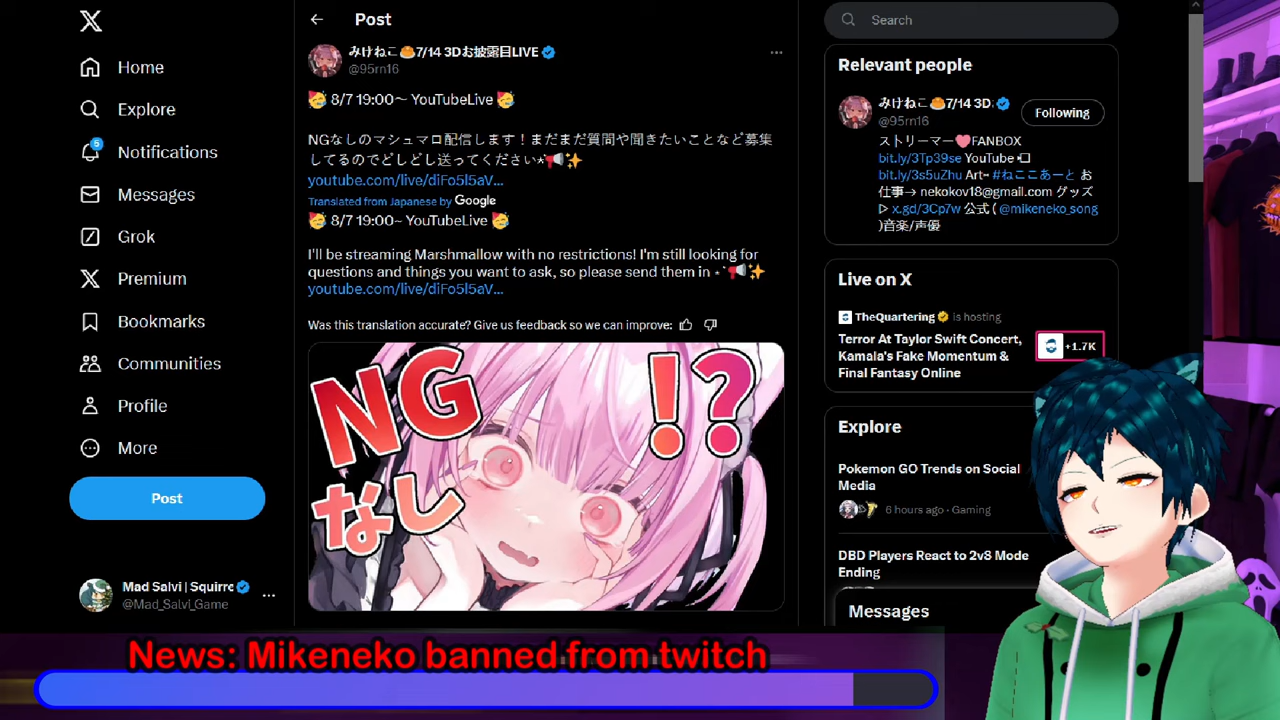 Home
Explore
6
Notifications
Messages
Grok
Premium
Bookmarks
Communities
Profile
More
Post
Mad Salvi | Squirrc
@Mad_Salvi_Game
Post
みけねこ🍮7/14 3Dお披露目LIVE
@95rn16
🥳 8/7 19:00〜 YouTubeLive 🥳
NGなしのマシュマロ配信します！まだまだ質問や聞きたいことなど募集
してるのでどしどし送ってください⋆📢✨
youtube.com/live/diFo5l5aV...
Translated from Japanese by Google
🥳 8/7 19:00~ YouTubeLive 🥳
I'll be streaming Marshmallow with no restrictions! I'm still looking for
questions and things you want to ask, so please send them in ⋆˙📢✨
youtube.com/live/diFo5l5aV...
Was this translation accurate? Give us feedback so we can improve:
NG
なし
!?
Search
Relevant people
みけねこ🍮7/14 3D.
@95rn16
Following
ストリーマー💗FANBOX
bit.ly/3Tp39se YouTube
bit.ly/3s5uZhu Art~ #ねここあーと お
仕事→ nekokov18@gmail.com グッズ
▷ x.gd/3Cp7w 公式 ( @mikeneko_song
)音楽/声優
Live on X
TheQuartering is hosting
Terror At Taylor Swift Concert,
Kamala's Fake Momentum &
Final Fantasy Online
+1.7K
Explore
Pokemon GO Trends on Social
Media
6 hours ago · Gaming
DBD Players React to 2v8 Mode
Ending
Messages
News: Mikeneko banned from twitch